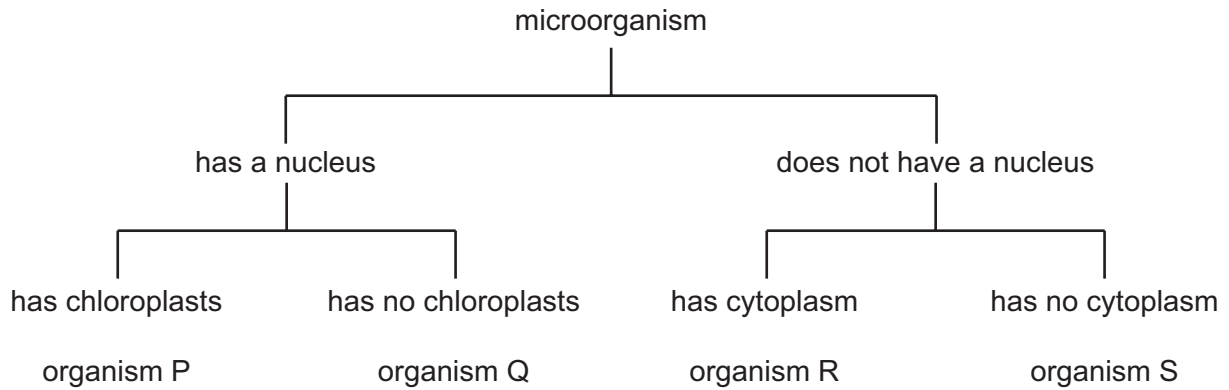 microorganism
has a nucleus
does not have a nucleus
has chloroplasts
has no chloroplasts
has cytoplasm
has no cytoplasm
organism P
organism Q
organism R
organism S